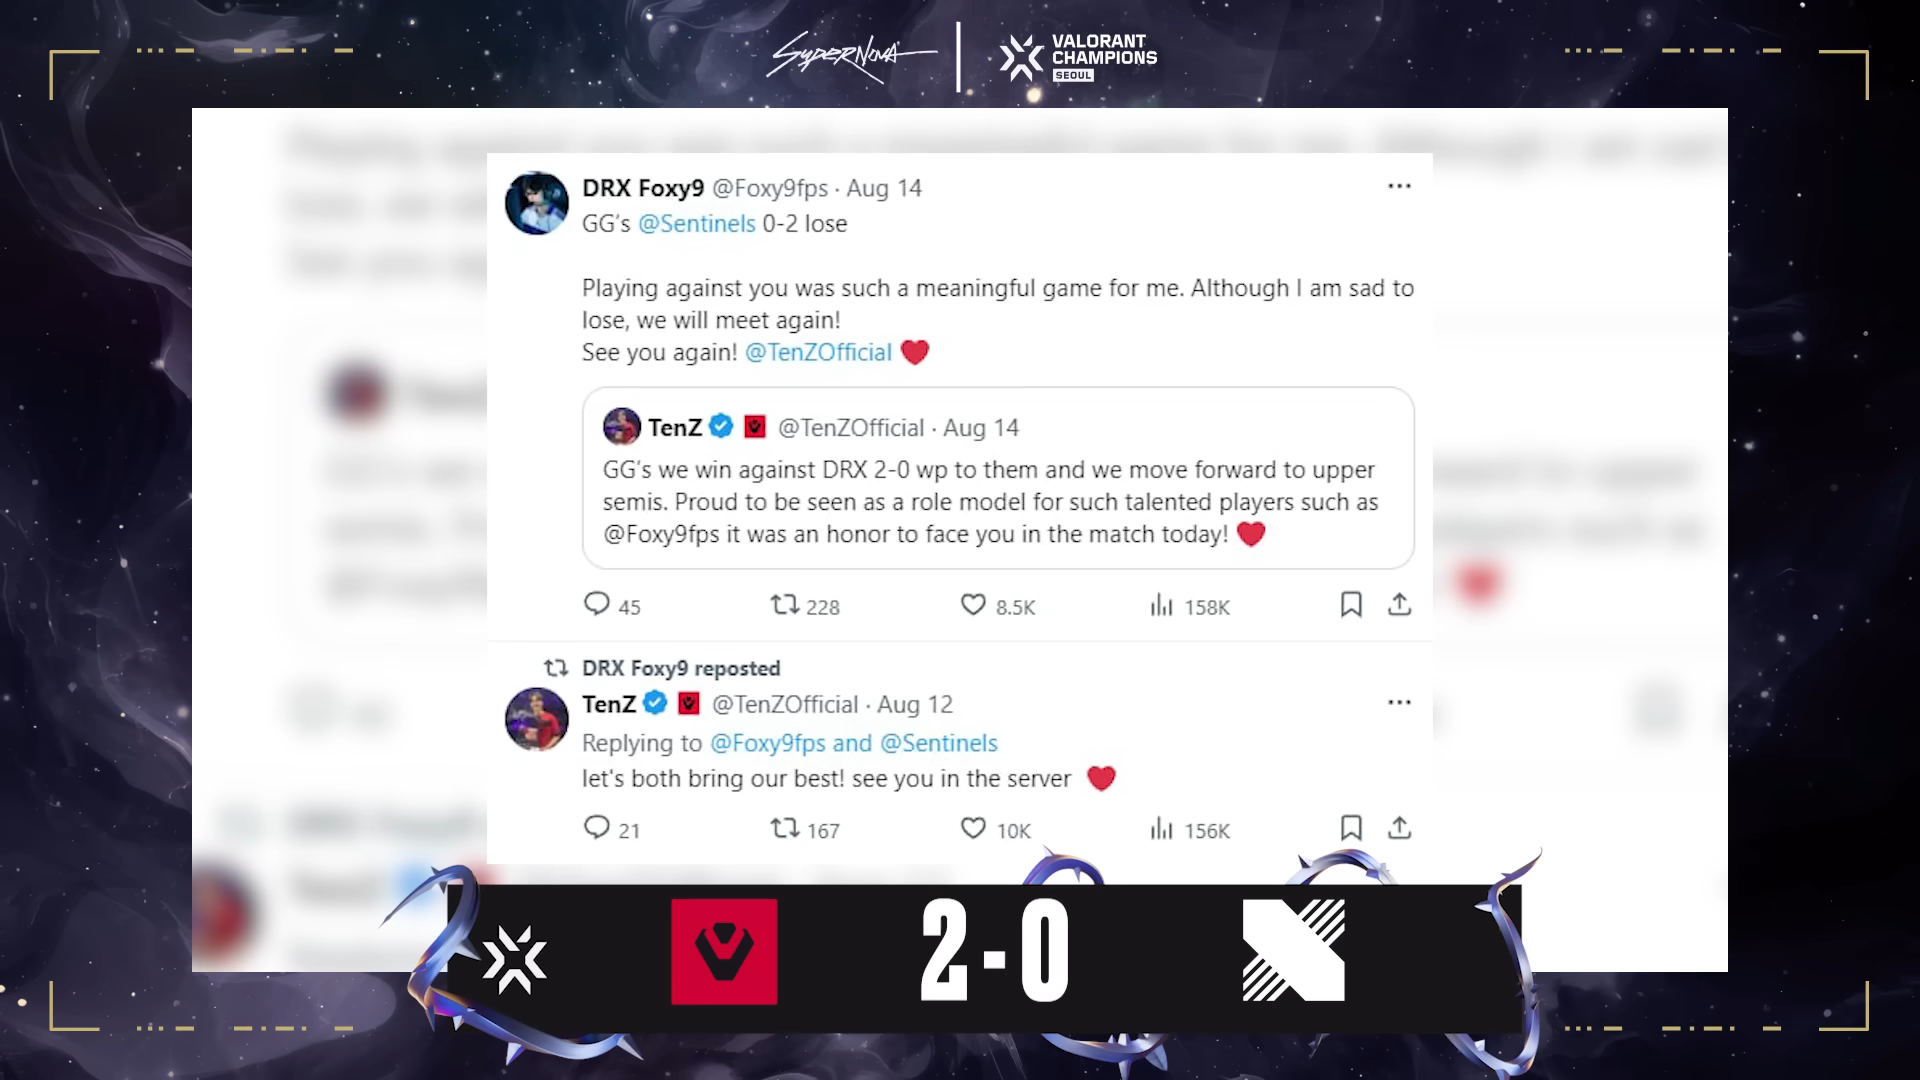 SUPERNOVA
VALORANT
CHAMPIONS
SEOUL
DRX Foxy9 @Foxy9fps · Aug 14
GG's @Sentinels 0-2 lose
Playing against you was such a meaningful game for me. Although I am sad to
lose, we will meet again!
See you again! @TenZOfficial ❤️
TenZ @TenZOfficial · Aug 14
GG's we win against DRX 2-0 wp to them and we move forward to upper
semis. Proud to be seen as a role model for such talented players such as
@Foxy9fps it was an honor to face you in the match today! ❤️
45 228 8.5K 158K
DRX Foxy9 reposted
TenZ @TenZOfficial · Aug 12
Replying to @Foxy9fps and @Sentinels
let's both bring our best! see you in the server ❤️
21 167 10K 156K
2-0